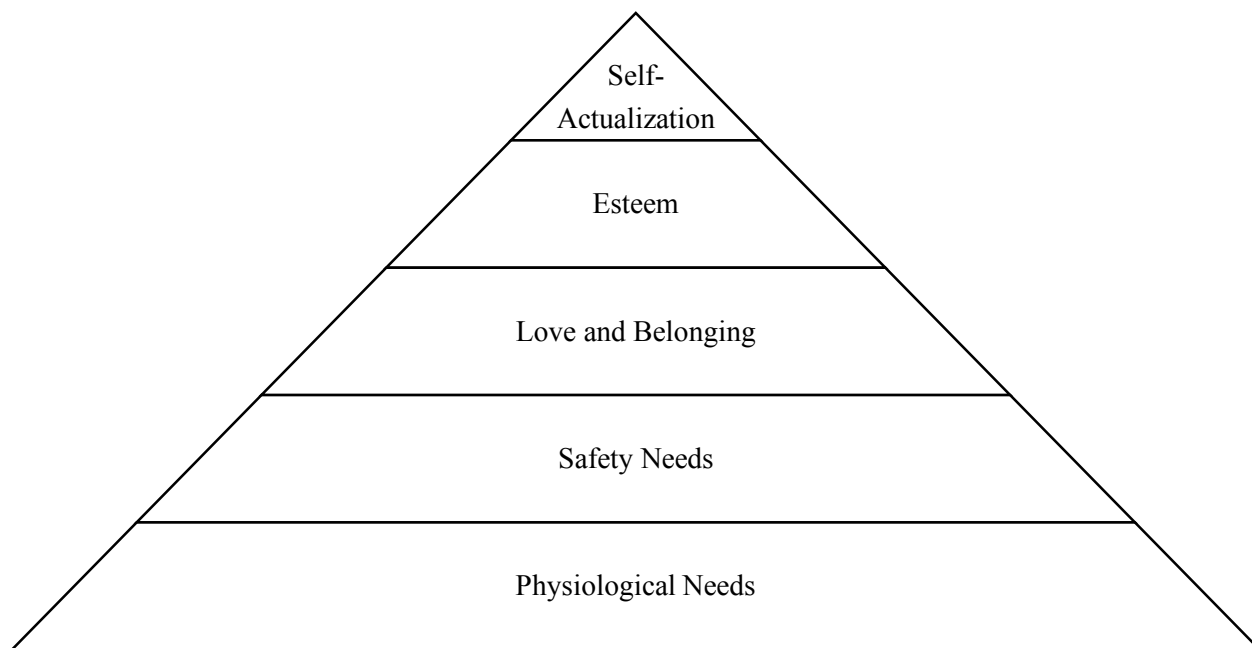 Self-
Actualization
Esteem
Love and Belonging
Safety Needs
Physiological Needs